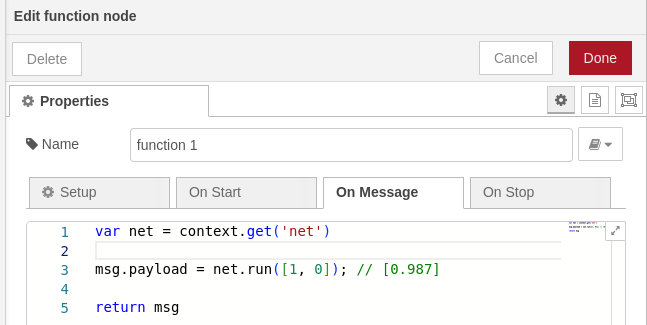 Edit function node
Delete
Cancel
Done
Properties
Name
function 1
Setup
On Start
On Message
On Stop
1 var net = context.get('net')
2
3 msg.payload = net.run([1, 0]); // [0.987]
4
5 return msg